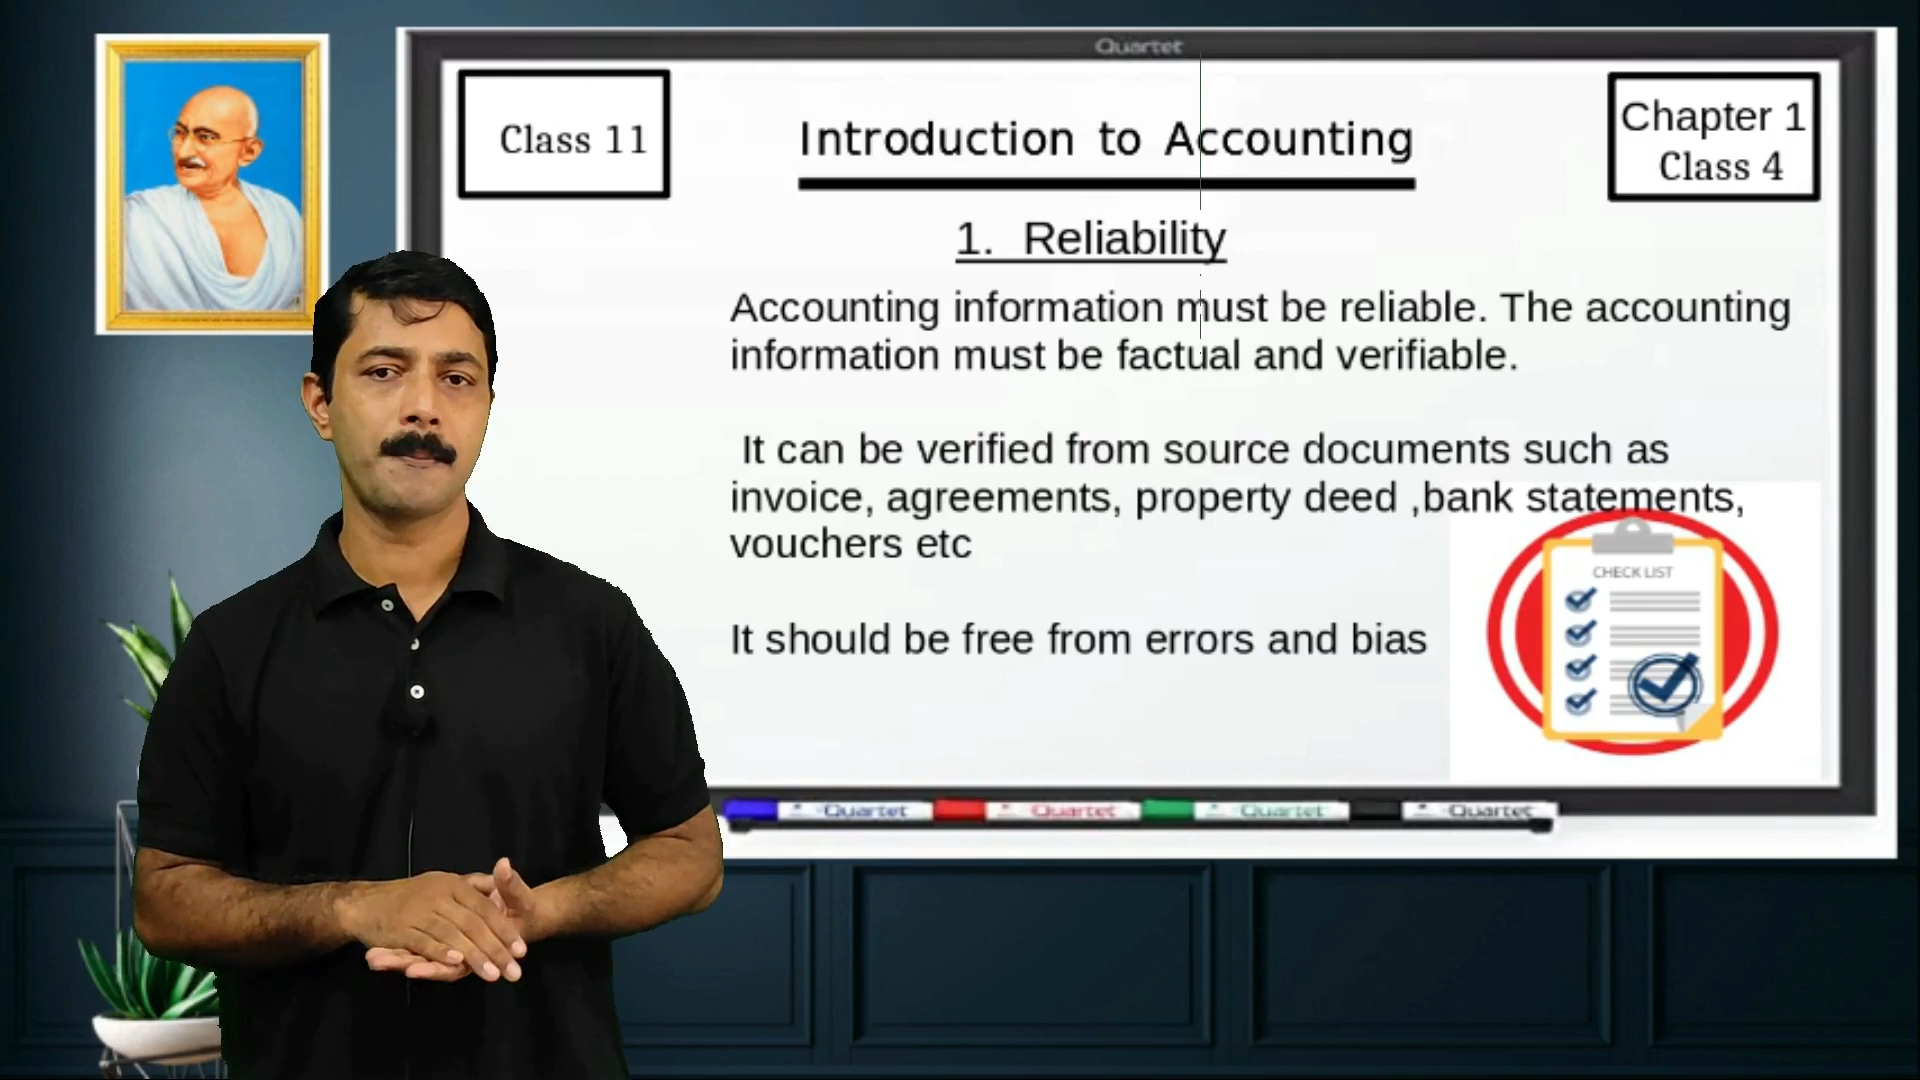 Quartet
Class 11
Introduction to Accounting
Chapter 1
Class 4
1. Reliability
Accounting information must be reliable. The accounting
information must be factual and verifiable.
It can be verified from source documents such as
invoice, agreements, property deed ,bank statements,
vouchers etc
CHECK LIST
It should be free from errors and bias
Quartet Quartet Quartet Quartet